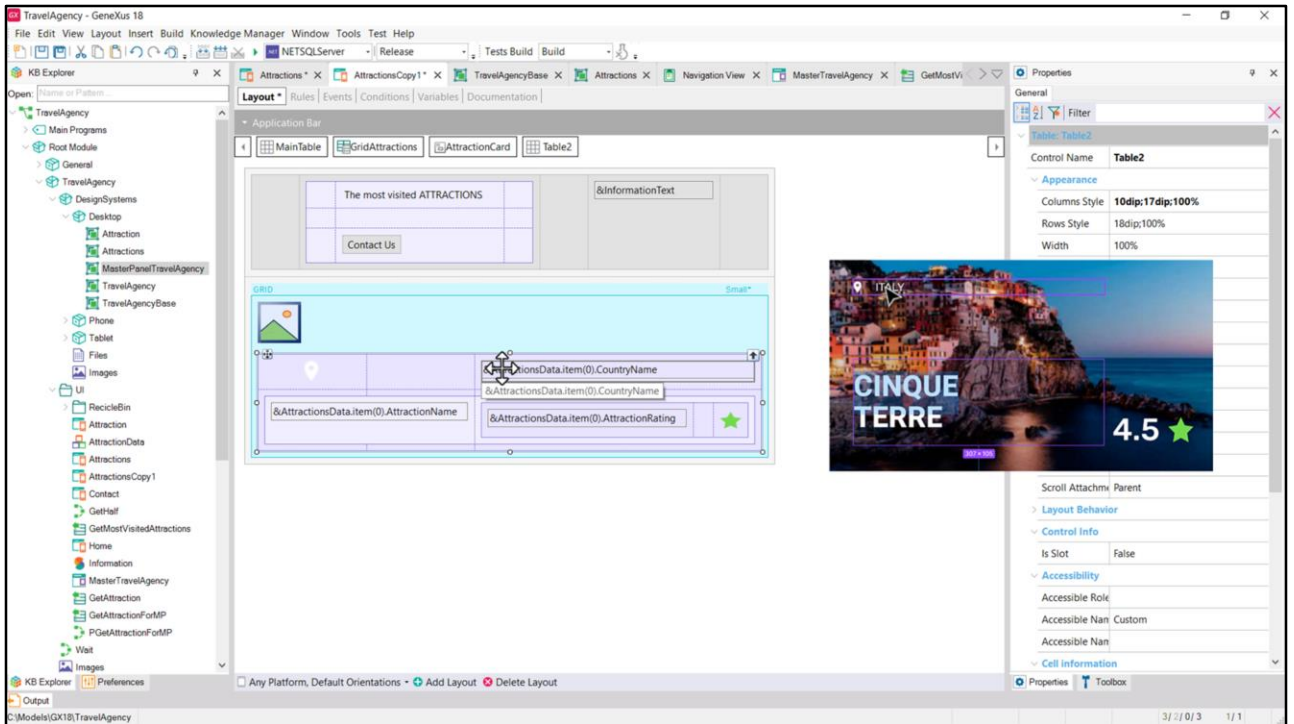 TravelAgency - GeneXus 18
File Edit View Layout Insert Build Knowledge Manager Window Tools Test Help
NETSQLServer Release Tests Build Build
KB Explorer
Open: Name or Pattern...
TravelAgency
Main Programs
Root Module
General
TravelAgency
DesignSystems
Desktop
Attraction
Attractions
MasterPanelTravelAgency
TravelAgency
TravelAgencyBase
Phone
Tablet
Files
Images
UI
RecicleBin
Attraction
AttractionData
Attractions
AttractionsCopy1
Contact
GetHalf
GetMostVisitedAttractions
Home
Information
MasterTravelAgency
GetAttraction
GetAttractionForMP
PGetAttractionForMP
Wait
Images
KB Explorer Preferences
Output
C:\Models\GX18\TravelAgency
Attractions * X AttractionsCopy1 * X TravelAgencyBase X Attractions X Navigation View X MasterTravelAgency X GetMostVi
Layout * Rules Events Conditions Variables Documentation
Application Bar
MainTable GridAttractions AttractionCard Table2
The most visited ATTRACTIONS
&InformationText
Contact Us
GRID Small*
&AttractionsData.item(0).CountryName
&AttractionsData.item(0).AttractionName
&AttractionsData.item(0).AttractionRating
Any Platform, Default Orientations Add Layout Delete Layout
ITALY
CINQUE
TERRE
4.5
307 × 105
Properties
General
Filter
Table: Table2
Control Name Table2
Appearance
Columns Style 10dip;17dip;100%
Rows Style 18dip;100%
Width 100%
Scroll Attachme Parent
Layout Behavior
Control Info
Is Slot False
Accessibility
Accessible Role
Accessible Nam Custom
Accessible Nam
Cell information
Properties Toolbox
3/2/0/3 1/1